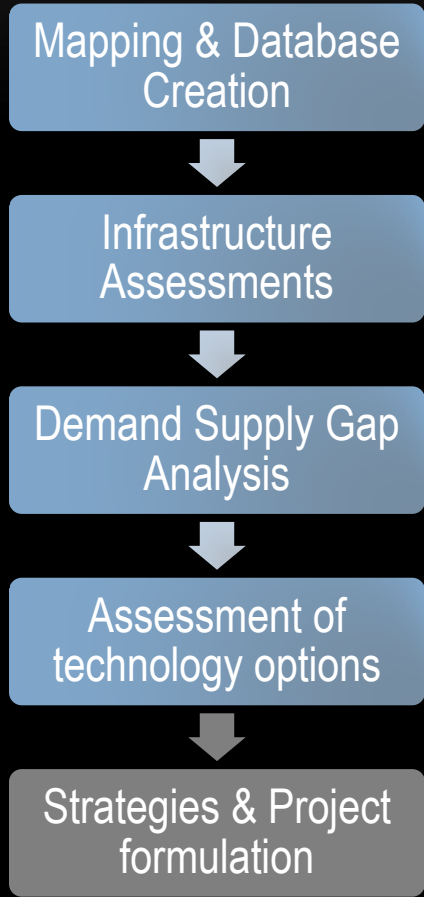 Mapping & Database
Creation
Infrastructure
Assessments
Demand Supply Gap
Analysis
Assessment of
technology options
Strategies & Project
formulation